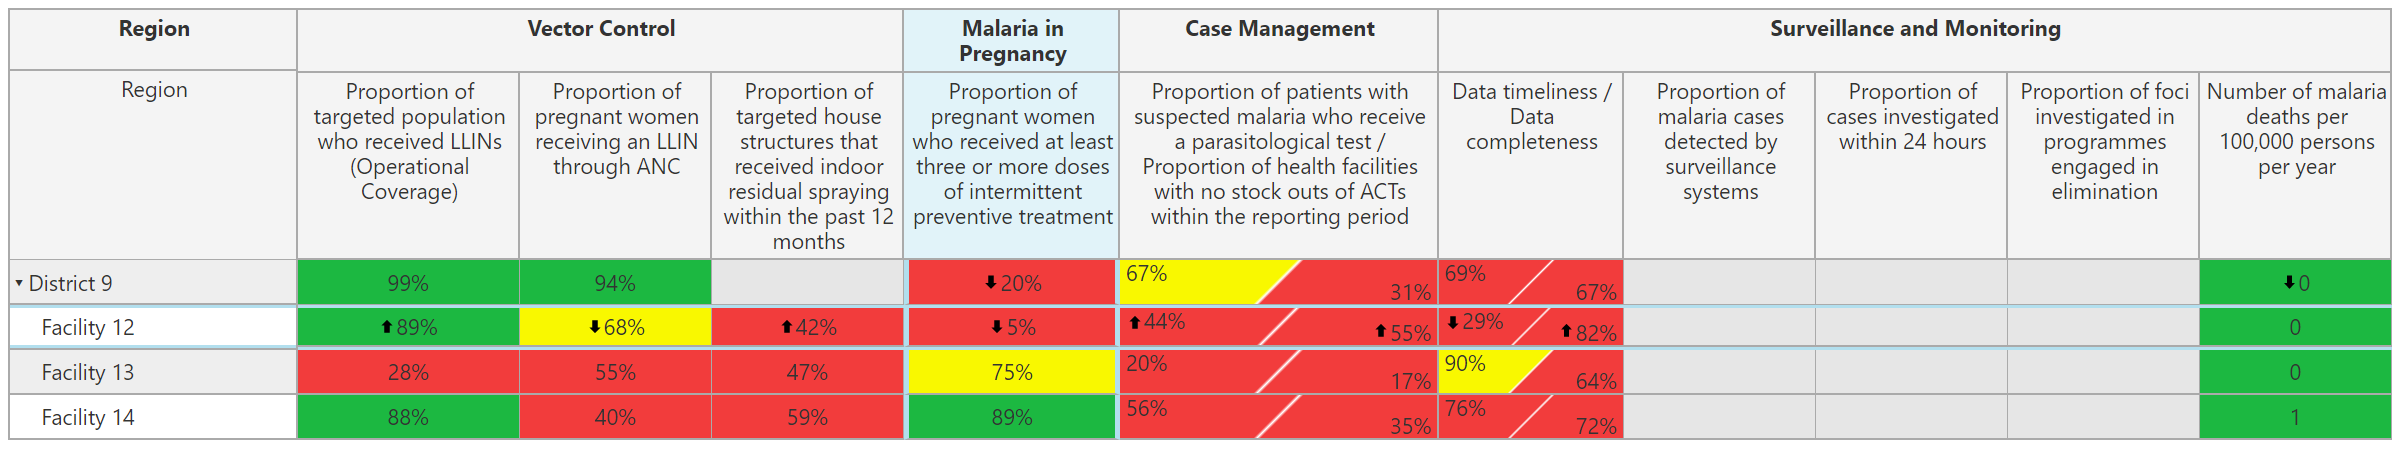 Region
Vector Control
Malaria in
Pregnancy
Case Management
Surveillance and Monitoring
Region
Proportion of
targeted population
who received LLINs
(Operational
Coverage)
Proportion of
pregnant women
receiving an LLIN
through ANC
Proportion of
targeted house
structures that
received indoor
residual spraying
within the past 12
months
Proportion of
pregnant women
who received at least
three or more doses
of intermittent
preventive treatment
Proportion of patients with
suspected malaria who receive
a parasitological test /
Proportion of health facilities
with no stock outs of ACTs
within the reporting period
Data timeliness /
Data
completeness
Proportion of
malaria cases
detected by
surveillance
systems
Proportion of
cases investigated
within 24 hours
Proportion of foci
investigated in
programmes
engaged in
elimination
Number of malaria
deaths per
100,000 persons
per year
▾ District 9
99%
94%
⬇20%
67%
31%
69%
67%
⬇0
Facility 12
⬆89%
⬇68%
⬆42%
⬇5%
⬆44%
⬆55%
⬇29%
⬆82%
0
Facility 13
28%
55%
47%
75%
20%
17%
90%
64%
0
Facility 14
88%
40%
59%
89%
56%
35%
76%
72%
1